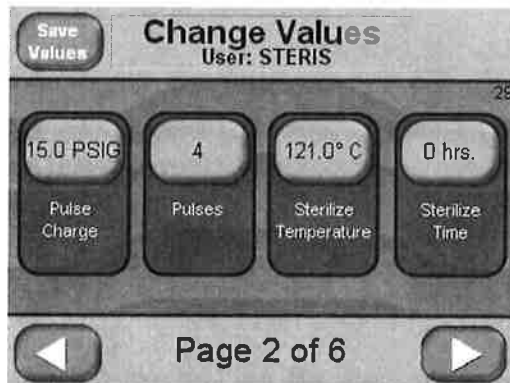 Save
Values
Change Values
User: STERIS
28
15.0 PSIG
4
121.0° C
0 hrs.
Pulse
Charge
Pulses
Sterilize
Temperature
Sterilize
Time
Page 2 of 6